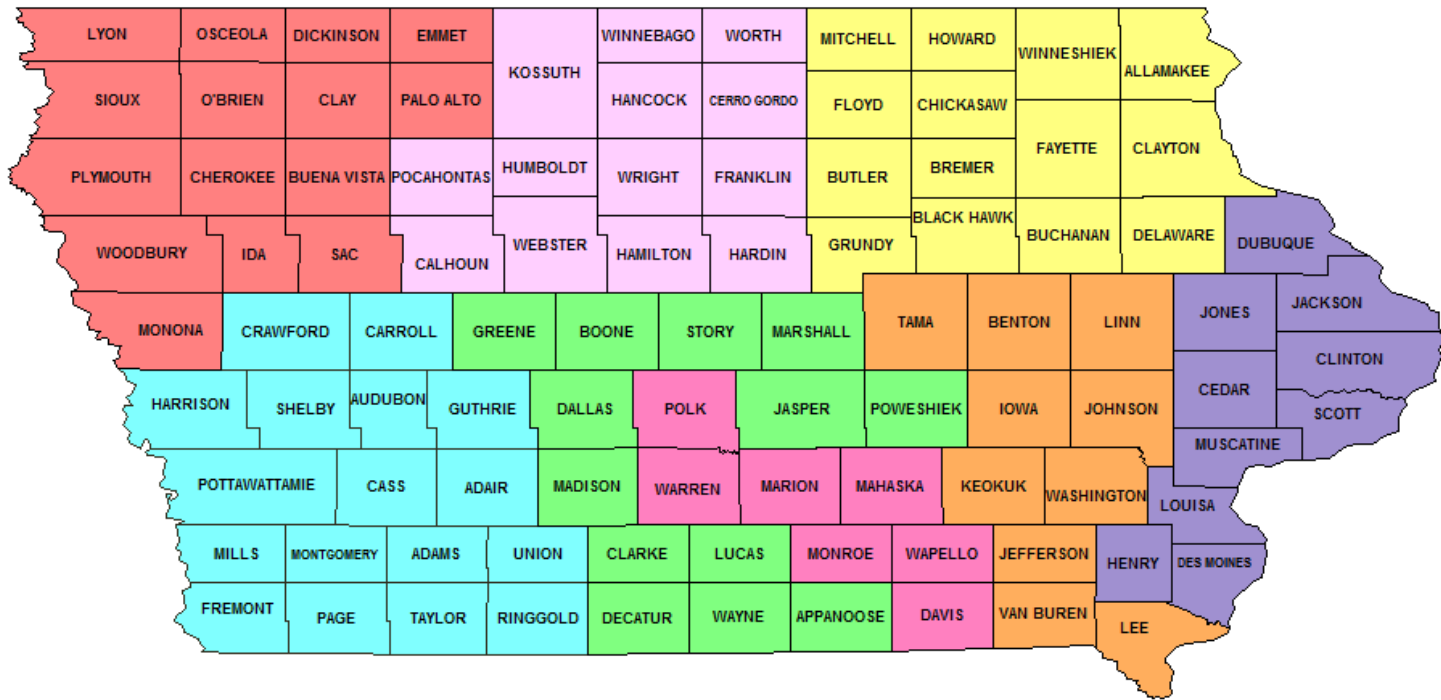 LYON
OSCEOLA
DICKINSON
EMMET
KOSSUTH
WINNEBAGO
WORTH
MITCHELL
HOWARD
WINNESHIEK
ALLAMAKEE
SIOUX
O'BRIEN
CLAY
PALO ALTO
HANCOCK
CERRO GORDO
FLOYD
CHICKASAW
FAYETTE
CLAYTON
PLYMOUTH
CHEROKEE
BUENA VISTA
POCAHONTAS
HUMBOLDT
WRIGHT
FRANKLIN
BUTLER
BREMER
WOODBURY
IDA
SAC
CALHOUN
WEBSTER
HAMILTON
HARDIN
GRUNDY
BLACK HAWK
BUCHANAN
DELAWARE
DUBUQUE
MONONA
CRAWFORD
CARROLL
GREENE
BOONE
STORY
MARSHALL
TAMA
BENTON
LINN
JONES
JACKSON
CLINTON
HARRISON
SHELBY
AUDUBON
GUTHRIE
DALLAS
POLK
JASPER
POWESHIEK
IOWA
JOHNSON
CEDAR
SCOTT
MUSCATINE
POTTAWATTAMIE
CASS
ADAIR
MADISON
WARREN
MARION
MAHASKA
KEOKUK
WASHINGTON
LOUISA
MILLS
MONTGOMERY
ADAMS
UNION
CLARKE
LUCAS
MONROE
WAPELLO
JEFFERSON
HENRY
DES MOINES
FREMONT
PAGE
TAYLOR
RINGGOLD
DECATUR
WAYNE
APPANOOSE
DAVIS
VAN BUREN
LEE